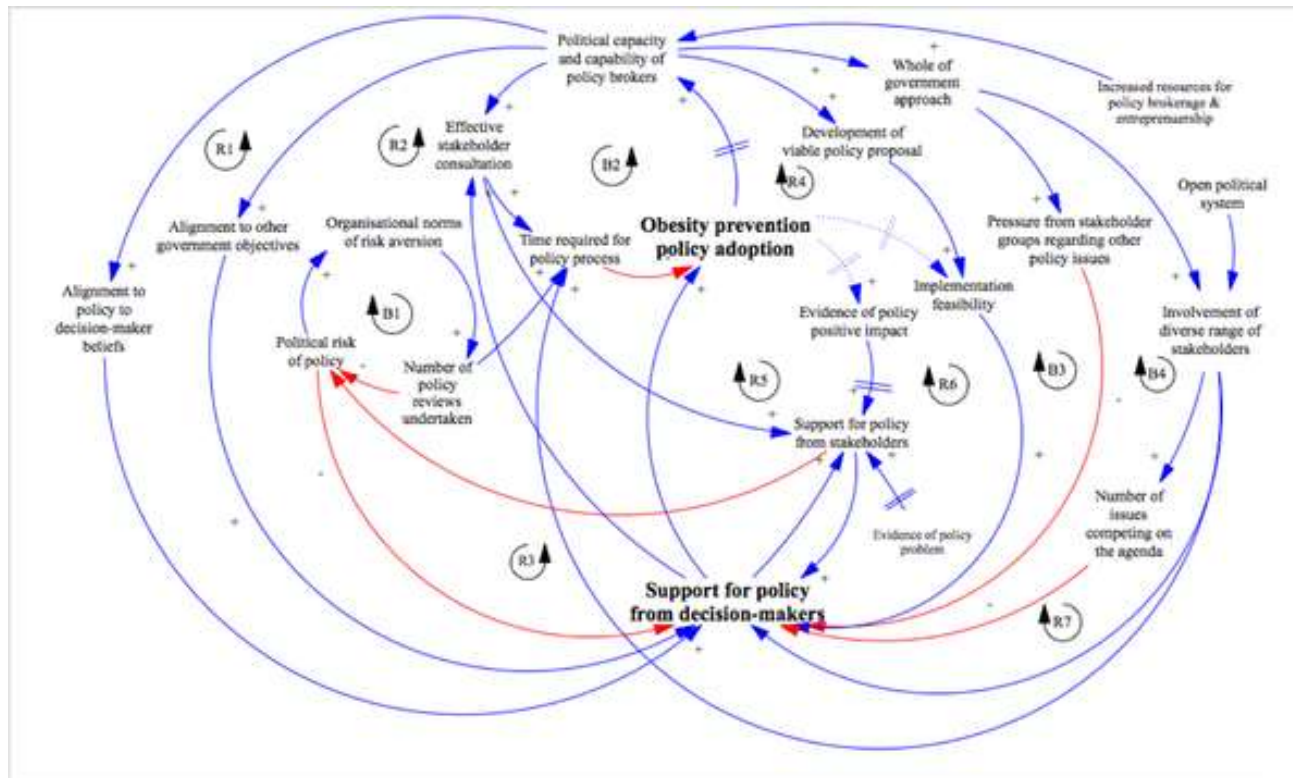 Political capacity
and capability of
policy brokers
Whole of
government
approach
Increased resources for
policy brokerage &
entreprenuership
Effective
stakeholder
consultation
Development of
viable policy proposal
R1
R2
B2
R4
Open political
system
Alignment to other
government objectives
Organisational norms
of risk aversion
Time required for
policy process
Obesity prevention
policy adoption
Pressure from stakeholder
groups regarding other
policy issues
Alignment to
policy to
decision-maker
beliefs
B1
Evidence of policy
positive impact
Implementation
feasibility
Involvement of
diverse range of
stakeholders
Political risk
of policy
Number of
policy
reviews
undertaken
R5
R6
B3
B4
Support for policy
from stakeholders
Number of
issues
competing on
the agenda
Evidence of policy
problem
R3
Support for policy
from decision-makers
R7